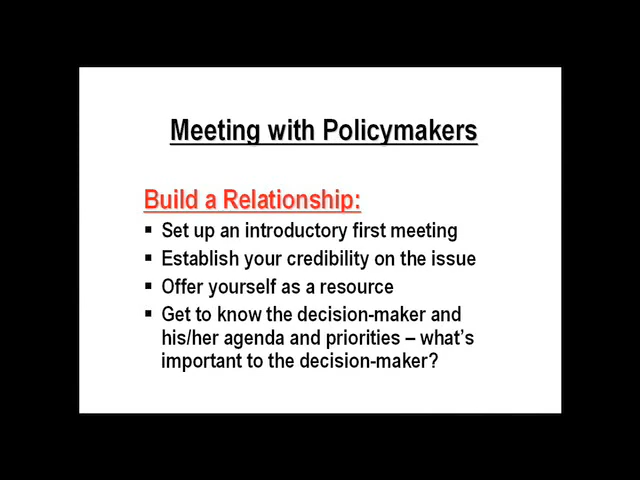 Meeting with Policymakers
Build a Relationship:
▪ Set up an introductory first meeting
▪ Establish your credibility on the issue
▪ Offer yourself as a resource
▪ Get to know the decision-maker and
his/her agenda and priorities – what's
important to the decision-maker?